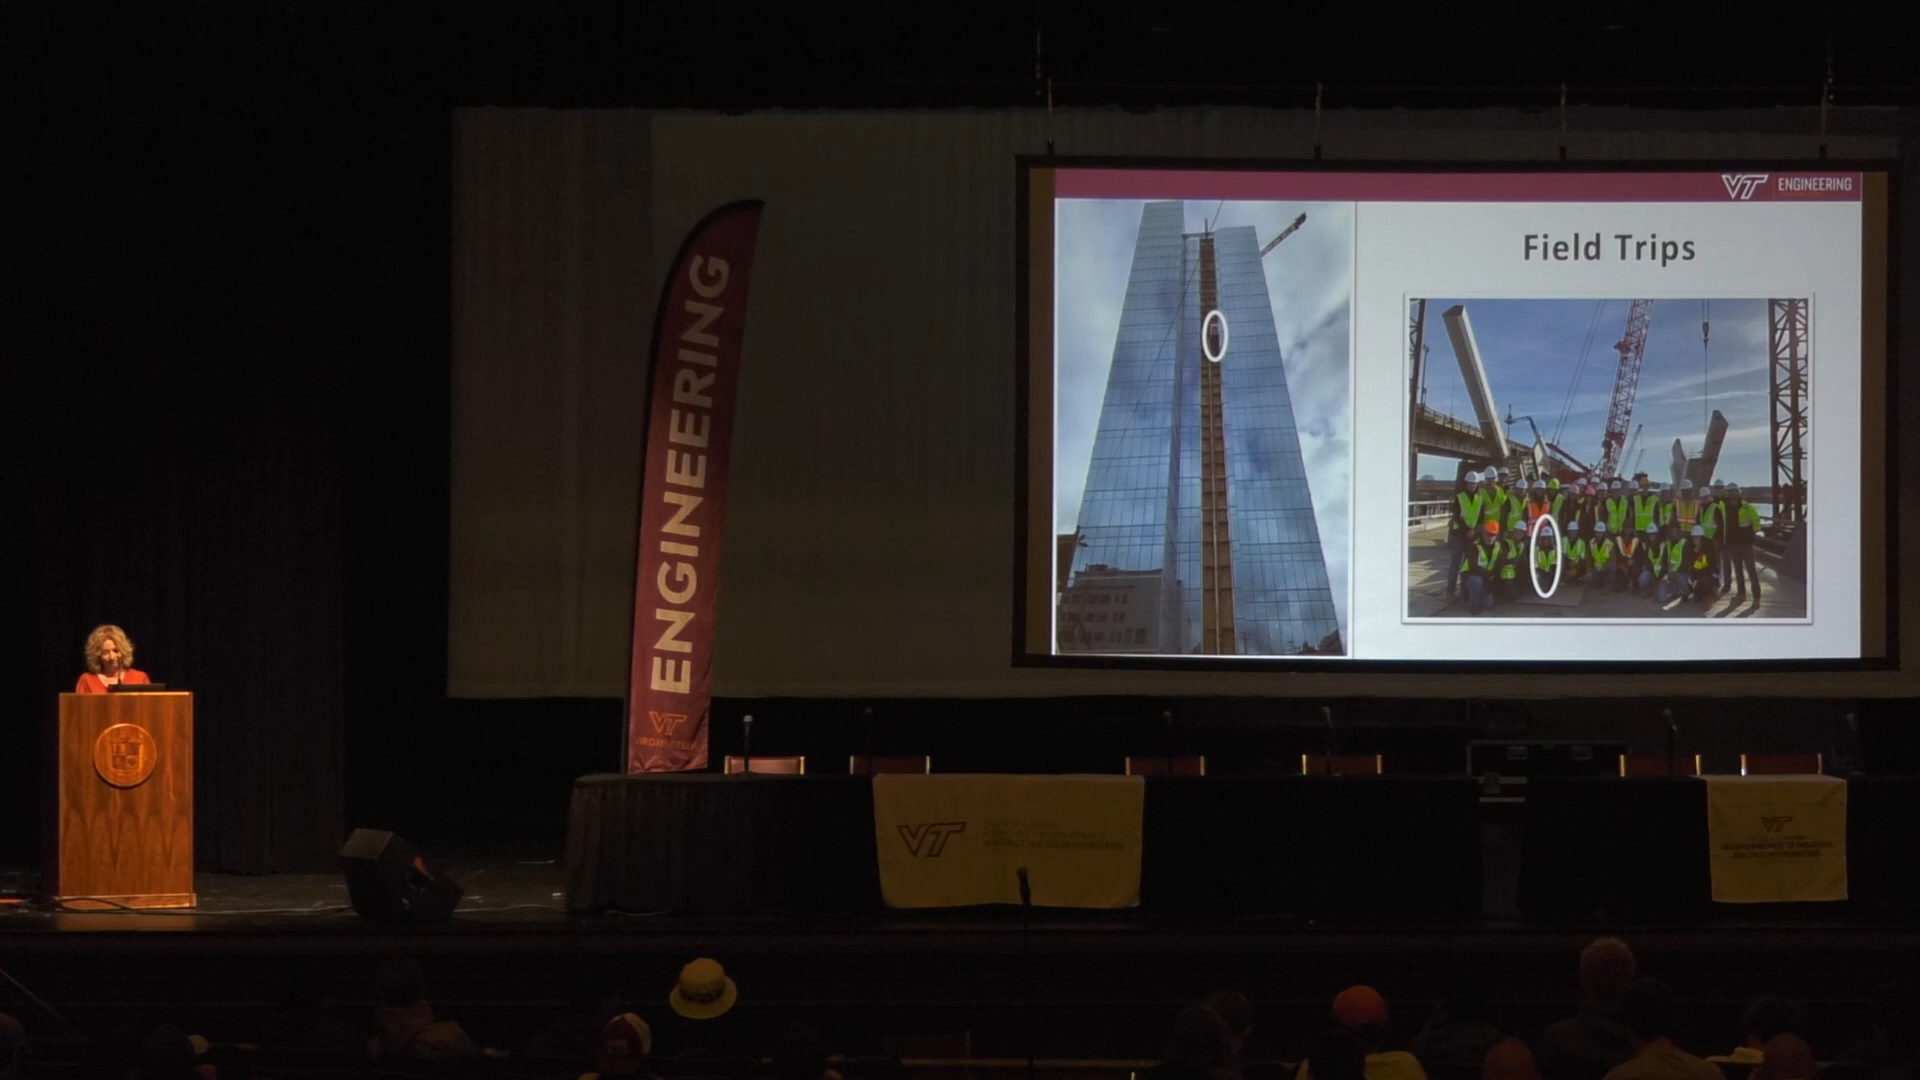 VT ENGINEERING
Field Trips
ENGINEERING
VT
VIRGINIA TECH
VT
VT